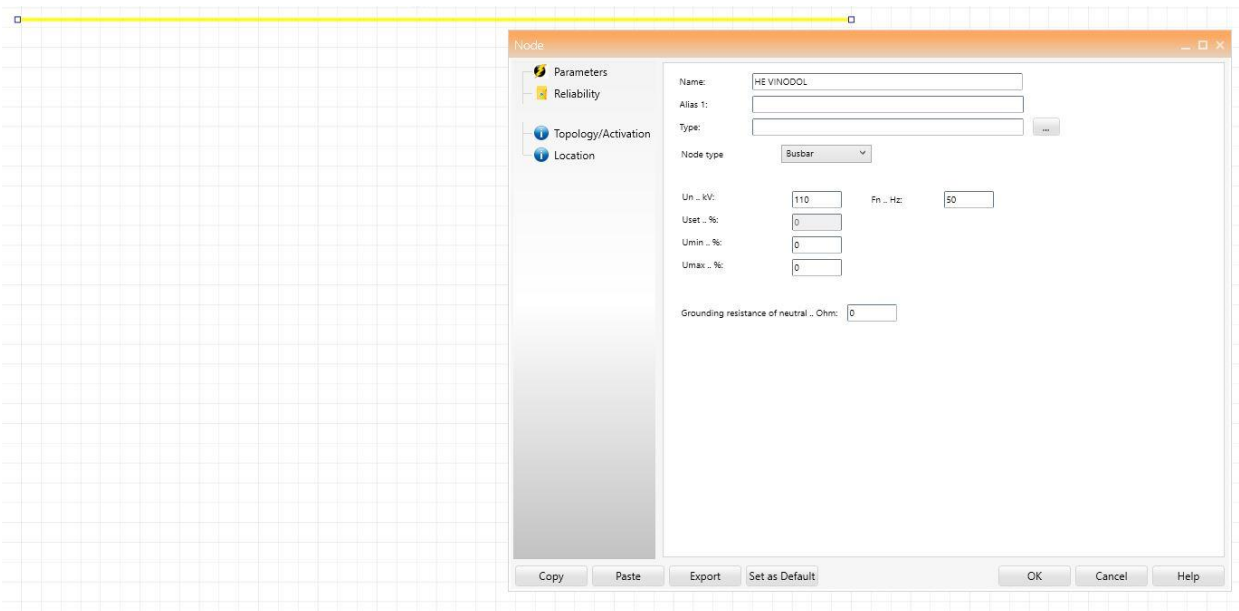 Node
Parameters
Reliability
Topology/Activation
Location
Name: HE VINODOL
Alias 1:
Type: ...
Node type Busbar
Un .. kV: 110 Fn .. Hz: 50
Uset .. %: 0
Umin .. %: 0
Umax .. %: 0
Grounding resistance of neutral .. Ohm: 0
Copy Paste Export Set as Default OK Cancel Help